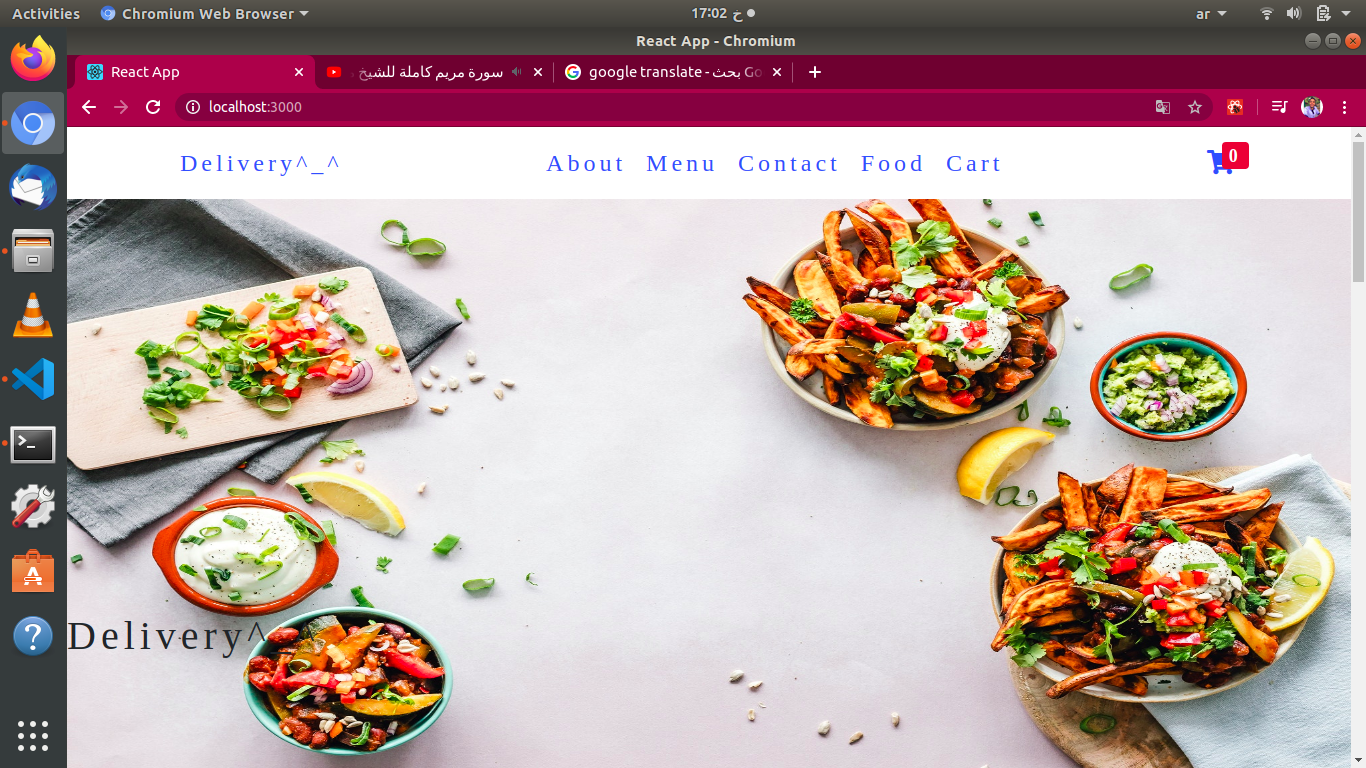 Activities Chromium Web Browser 17:02 خ ar
React App - Chromium
React App سورة مريم كاملة للشيخ google translate - بحث Go
localhost:3000
Delivery^_^ About Menu Contact Food Cart 0
Delivery^